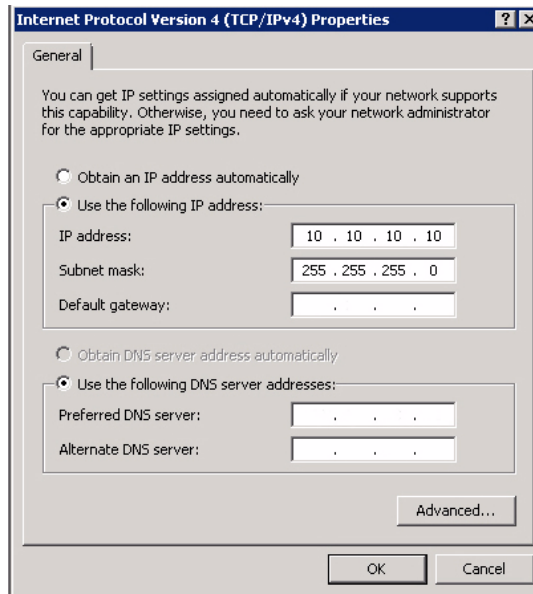 Internet Protocol Version 4 (TCP/IPv4) Properties
General
You can get IP settings assigned automatically if your network supports
this capability. Otherwise, you need to ask your network administrator
for the appropriate IP settings.
Obtain an IP address automatically
Use the following IP address:
IP address: 10 . 10 . 10 . 10
Subnet mask: 255 . 255 . 255 . 0
Default gateway: . . .
Obtain DNS server address automatically
Use the following DNS server addresses:
Preferred DNS server: . . .
Alternate DNS server: . . .
Advanced...
OK Cancel